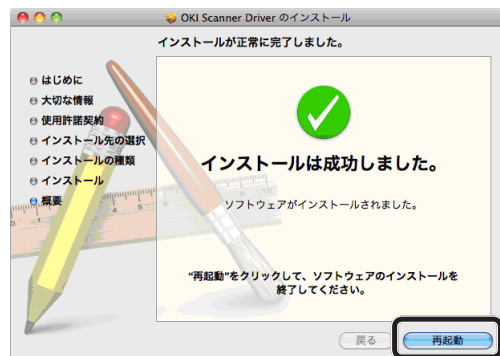 OKI Scanner Driver のインストール
インストールが正常に完了しました。
はじめに
大切な情報
使用許諾契約
インストール先の選択
インストールの種類
インストール
概要
インストールは成功しました。
ソフトウェアがインストールされました。
“再起動”をクリックして、ソフトウェアのインストールを
終了してください。
戻る
再起動